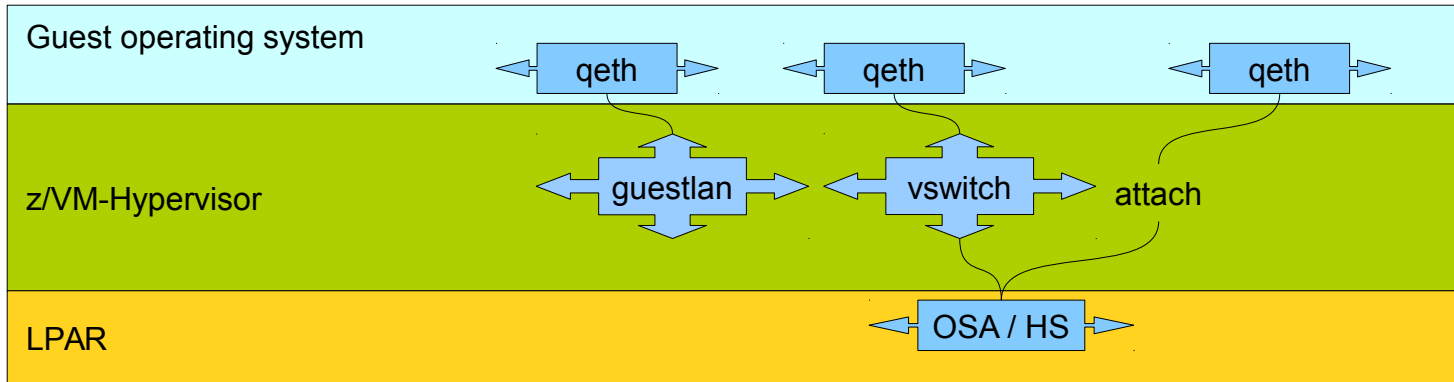 Guest operating system
qeth
qeth
qeth
z/VM-Hypervisor
guestlan
vswitch
attach
LPAR
OSA / HS